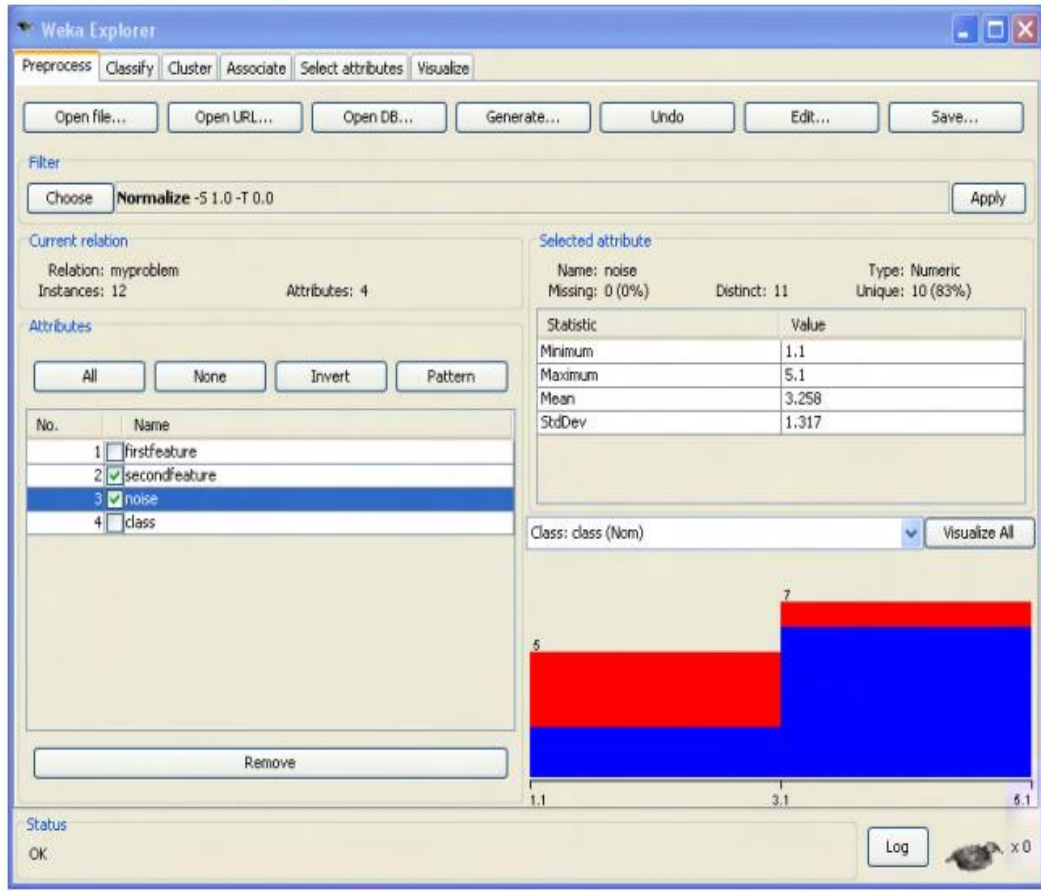 Weka Explorer
Preprocess Classify Cluster Associate Select attributes Visualize
Open file... Open URL... Open DB... Generate... Undo Edit... Save...
Filter
Choose Normalize -S 1.0 -T 0.0 Apply
Current relation
Relation: myproblem
Instances: 12 Attributes: 4
Attributes
All None Invert Pattern
No. Name
1 firstfeature
2 secondfeature
3 noise
4 class
Remove
Selected attribute
Name: noise Type: Numeric
Missing: 0 (0%) Distinct: 11 Unique: 10 (83%)
Statistic Value
Minimum 1.1
Maximum 5.1
Mean 3.258
StdDev 1.317
Class: class (Nom) Visualize All
7
5
1.1 3.1 5.1
Status
OK
Log x 0